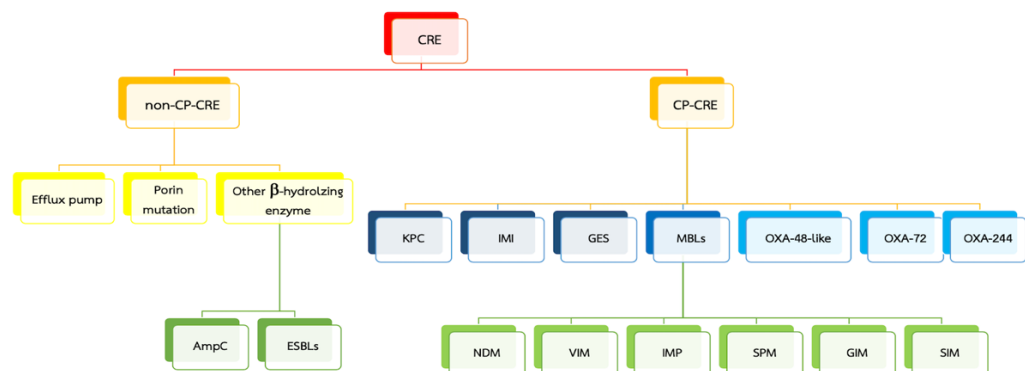 CRE
non-CP-CRE
CP-CRE
Efflux pump
Porin
mutation
Other β-hydrolzing
enzyme
KPC
IMI
GES
MBLs
OXA-48-like
OXA-72
OXA-244
AmpC
ESBLs
NDM
VIM
IMP
SPM
GIM
SIM